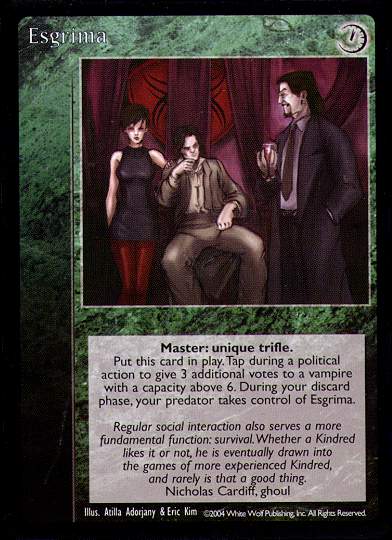 Esgrima
Master: unique trifle.
Put this card in play. Tap during a political
action to give 3 additional votes to a vampire
with a capacity above 6. During your discard
phase, your predator takes control of Esgrima.
Regular social interaction also serves a more
fundamental function: survival. Whether a Kindred
likes it or not, he is eventually drawn into
the games of more experienced Kindred,
and rarely is that a good thing.
Nicholas Cardiff, ghoul
Illus. Atilla Adorjany & Eric Kim ©2004 White Wolf Publishing, Inc. All Rights Reserved.